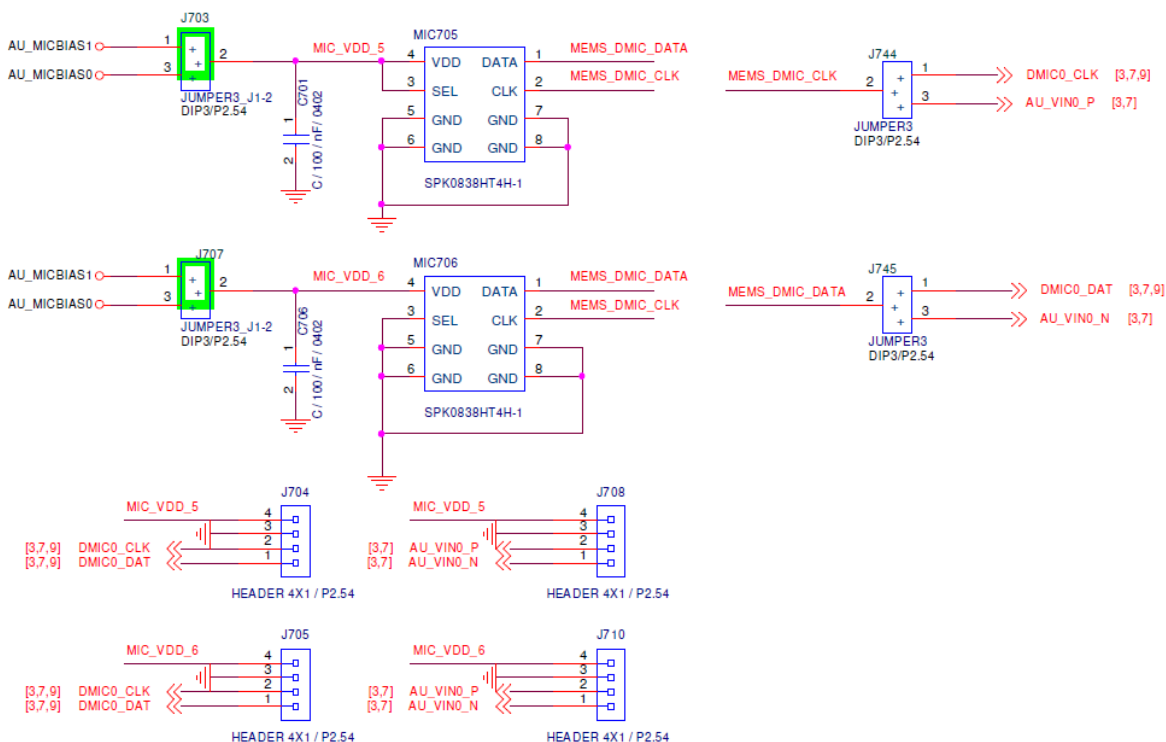 J703
AU_MICBIAS1
1
2
AU_MICBIAS0
3
JUMPER3_J1-2
DIP3/P2.54
C701
1
2
C / 100 / nF / 0402
MIC_VDD_5
MIC705
4 VDD DATA 1 MEMS_DMIC_DATA
3 SEL CLK 2 MEMS_DMIC_CLK
5 GND GND 7
6 GND GND 8
SPK0838HT4H-1
J744
MEMS_DMIC_CLK 2
1 DMIC0_CLK [3,7,9]
3 AU_VIN0_P [3,7]
JUMPER3
DIP3/P2.54
J707
AU_MICBIAS1
1
2
AU_MICBIAS0
3
JUMPER3_J1-2
DIP3/P2.54
C706
1
2
C / 100 / nF / 0402
MIC_VDD_6
MIC706
4 VDD DATA 1 MEMS_DMIC_DATA
3 SEL CLK 2 MEMS_DMIC_CLK
5 GND GND 7
6 GND GND 8
SPK0838HT4H-1
J745
MEMS_DMIC_DATA 2
1 DMIC0_DAT [3,7,9]
3 AU_VIN0_N [3,7]
JUMPER3
DIP3/P2.54
J704
MIC_VDD_5 4
3
[3,7,9] DMIC0_CLK 2
[3,7,9] DMIC0_DAT 1
HEADER 4X1 / P2.54
J708
MIC_VDD_5 4
3
[3,7] AU_VIN0_P 2
[3,7] AU_VIN0_N 1
HEADER 4X1 / P2.54
J705
MIC_VDD_6 4
3
[3,7,9] DMIC0_CLK 2
[3,7,9] DMIC0_DAT 1
HEADER 4X1 / P2.54
J710
MIC_VDD_6 4
3
[3,7] AU_VIN0_P 2
[3,7] AU_VIN0_N 1
HEADER 4X1 / P2.54